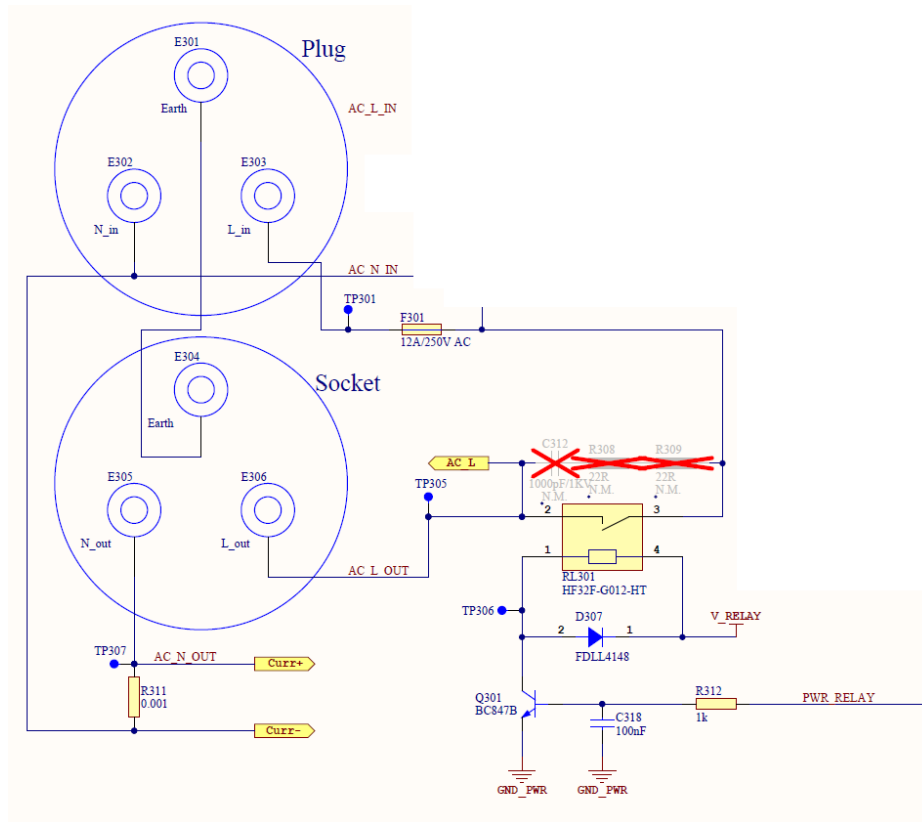 E301
Plug
Earth
AC_L_IN
E302
E303
N_in
L_in
AC_N_IN
TP301
F301
12A/250V AC
E304
Socket
Earth
C312
R308
R309
AC_L
1000pF/1KV
22R
22R
N.M.
N.M.
N.M.
E305
E306
TP305
2
3
N_out
L_out
1
4
AC_L_OUT
RL301
HF32F-G012-HT
TP306
D307
V_RELAY
2
1
FDLL4148
TP307
AC_N_OUT
Curr+
R311
0.001
Q301
BC847B
R312
PWR_RELAY
C318
100nF
1k
Curr-
GND_PWR
GND_PWR